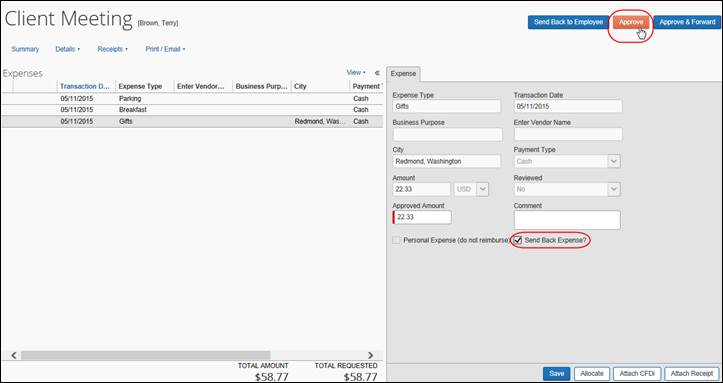 Client Meeting [Brown, Terry]
Send Back to Employee Approve Approve & Forward
Summary Details Receipts Print / Email
Expenses View «
Transaction D... Expense Type Enter Vendor... Business Purp... City Payment T
05/11/2015 Parking Cash
05/11/2015 Breakfast Cash
05/11/2015 Gifts Redmond, Was... Cash
TOTAL AMOUNT TOTAL REQUESTED
$58.77 $58.77
Expense
Expense Type Transaction Date
Gifts 05/11/2015
Business Purpose Enter Vendor Name
City Payment Type
Redmond, Washington Cash
Amount Reviewed
22.33 USD No
Approved Amount Comment
22.33
Personal Expense (do not reimburse) Send Back Expense?
Save Allocate Attach CFDi Attach Receipt